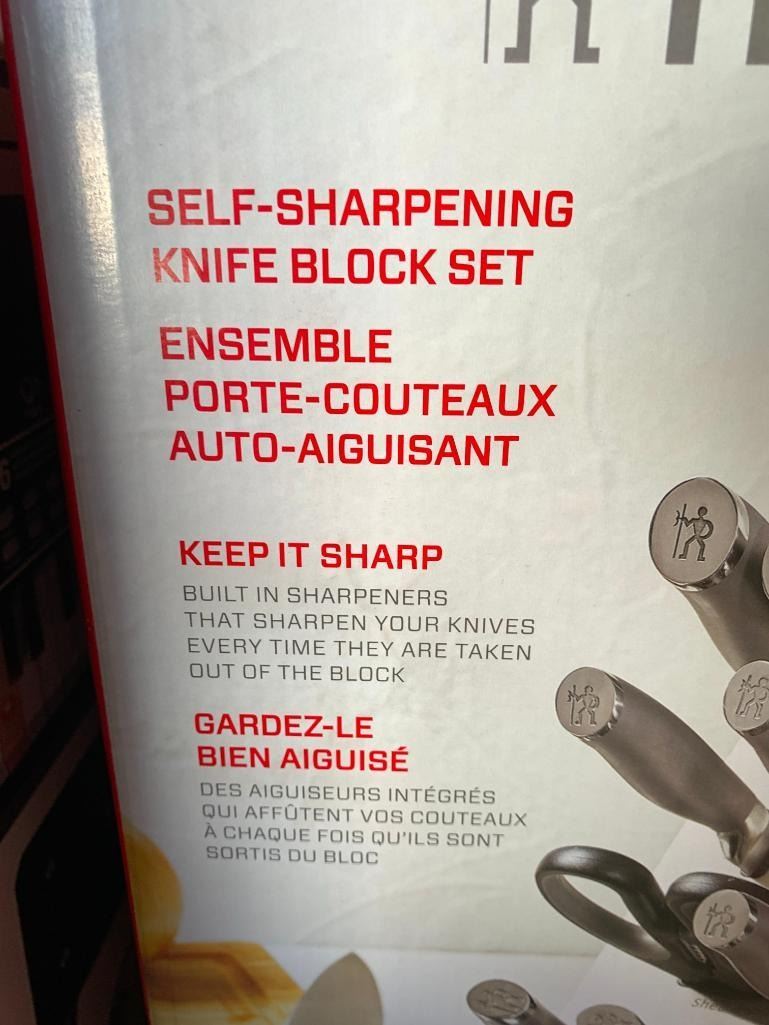 SELF-SHARPENING
KNIFE BLOCK SET
ENSEMBLE
PORTE-COUTEAUX
AUTO-AIGUISANT
KEEP IT SHARP
BUILT IN SHARPENERS
THAT SHARPEN YOUR KNIVES
EVERY TIME THEY ARE TAKEN
OUT OF THE BLOCK
GARDEZ-LE
BIEN AIGUISÉ
DES AIGUISEURS INTÉGRÉS
QUI AFFÛTENT VOS COUTEAUX
À CHAQUE FOIS QU'ILS SONT
SORTIS DU BLOC